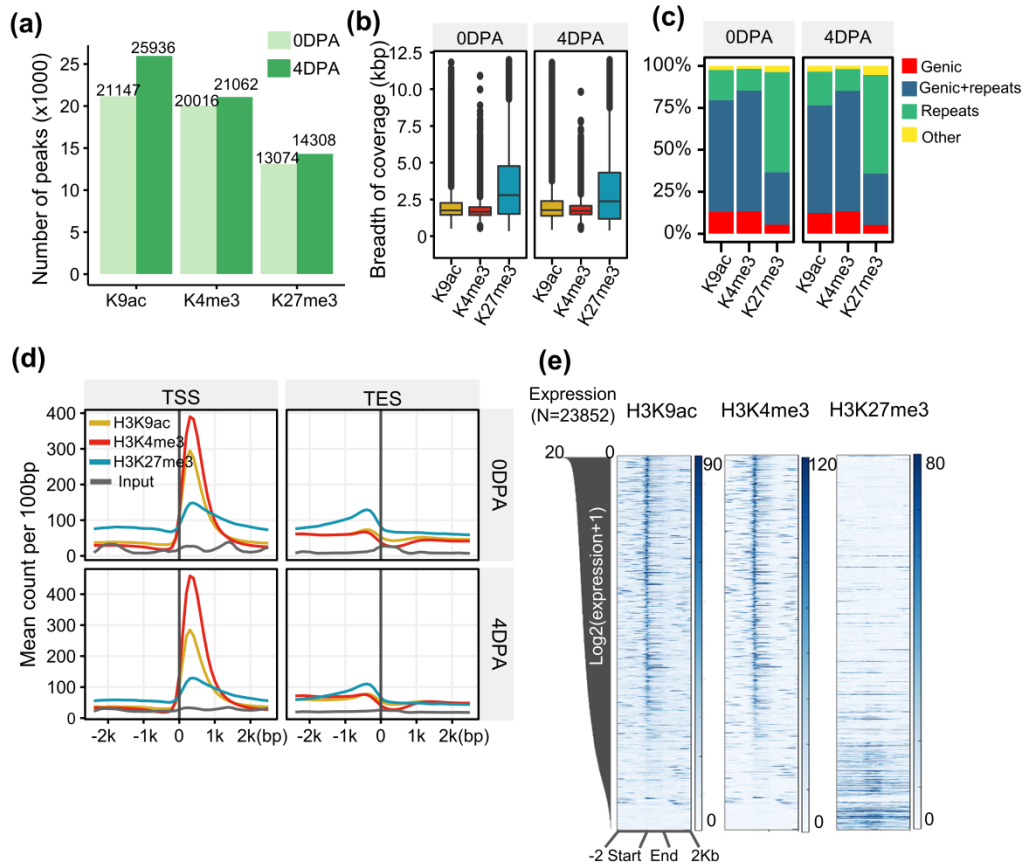 (a)
0DPA
4DPA
Number of peaks (x1000)
25
20
15
10
5
0
21147
25936
20016
21062
13074
14308
K9ac
K4me3
K27me3
(b)
0DPA
4DPA
Breadth of coverage (kbp)
12.5
10.0
7.5
5.0
2.5
0
K9ac
K4me3
K27me3
K9ac
K4me3
K27me3
(c)
0DPA
4DPA
100%
75%
50%
25%
0%
K9ac
K4me3
K27me3
K9ac
K4me3
K27me3
Genic
Genic+repeats
Repeats
Other
(d)
TSS
TES
Mean count per 100bp
400
300
200
100
0
H3K9ac
H3K4me3
H3K27me3
Input
0DPA
400
300
200
100
0
4DPA
-2k
-1k
0
1k
2k(bp)
-2k
-1k
0
1k
2k(bp)
(e)
Expression
(N=23852)
H3K9ac
H3K4me3
H3K27me3
20
0
Log2(expression+1)
90
0
120
0
80
0
-2 Start
End
2Kb